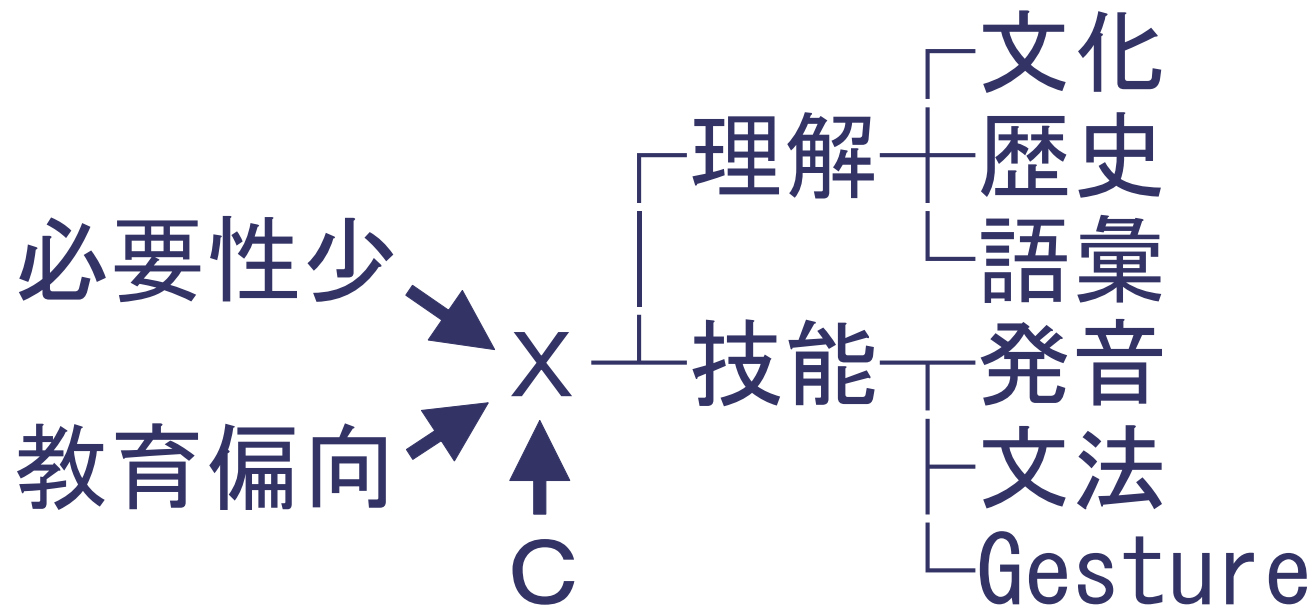 文化
理解
歴史
必要性少
語彙
X
技能
発音
教育偏向
文法
C
Gesture